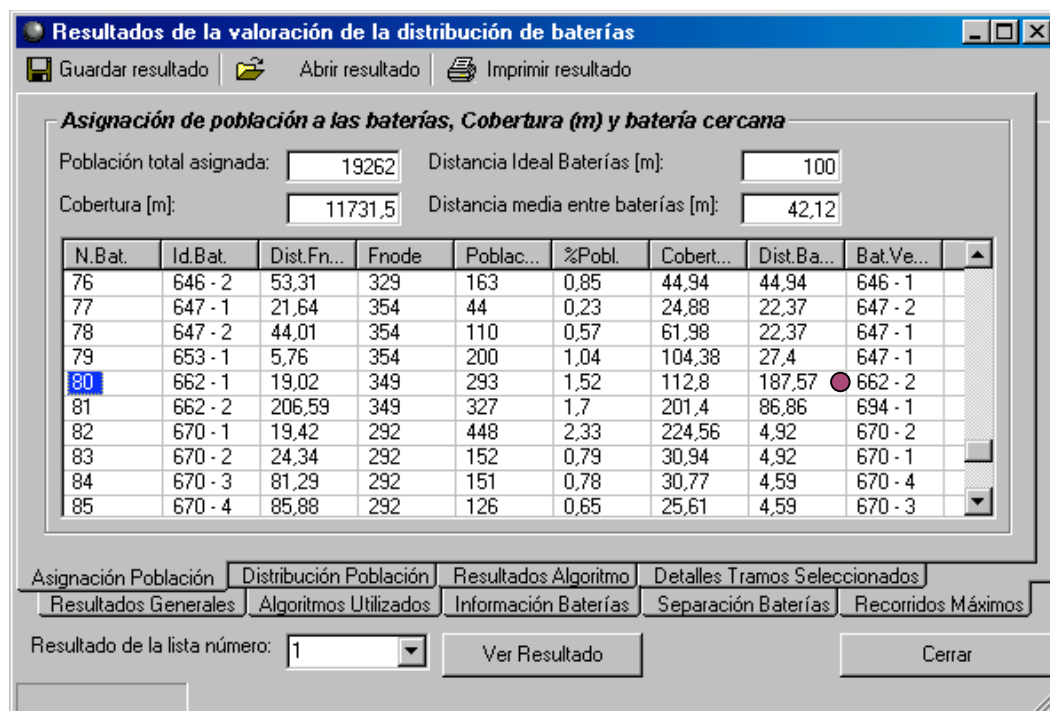 Resultados de la valoración de la distribución de baterías
Guardar resultado Abrir resultado Imprimir resultado
Asignación de población a las baterías, Cobertura (m) y batería cercana
Población total asignada: 19262 Distancia Ideal Baterías [m]: 100
Cobertura [m]: 11731,5 Distancia media entre baterías [m]: 42,12
N.Bat. Id.Bat. Dist.Fn... Fnode Poblac... %Pobl. Cobert... Dist.Ba... Bat.Ve...
76 646 - 2 53,31 329 163 0,85 44,94 44,94 646 - 1
77 647 - 1 21,64 354 44 0,23 24,88 22,37 647 - 2
78 647 - 2 44,01 354 110 0,57 61,98 22,37 647 - 1
79 653 - 1 5,76 354 200 1,04 104,38 27,4 647 - 1
80 662 - 1 19,02 349 293 1,52 112,8 187,57 662 - 2
81 662 - 2 206,59 349 327 1,7 201,4 86,86 694 - 1
82 670 - 1 19,42 292 448 2,33 224,56 4,92 670 - 2
83 670 - 2 24,34 292 152 0,79 30,94 4,92 670 - 1
84 670 - 3 81,29 292 151 0,78 30,77 4,59 670 - 4
85 670 - 4 85,88 292 126 0,65 25,61 4,59 670 - 3
Asignación Población Distribución Población Resultados Algoritmo Detalles Tramos Seleccionados
Resultados Generales Algoritmos Utilizados Información Baterías Separación Baterías Recorridos Máximos
Resultado de la lista número: 1 Ver Resultado Cerrar